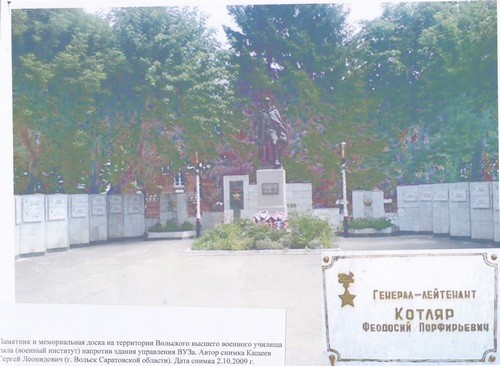 Генерал-лейтенант
Котляр
Феодосий Порфирьевич
Памятник и мемориальная доска на территории Вольского высшего военного училища
тыла (военный институт) напротив здания управления ВУЗа. Автор снимка Кащеев
Сергей Леонидович (г. Вольск Саратовской области). Дата снимка 2.10.2009 г.